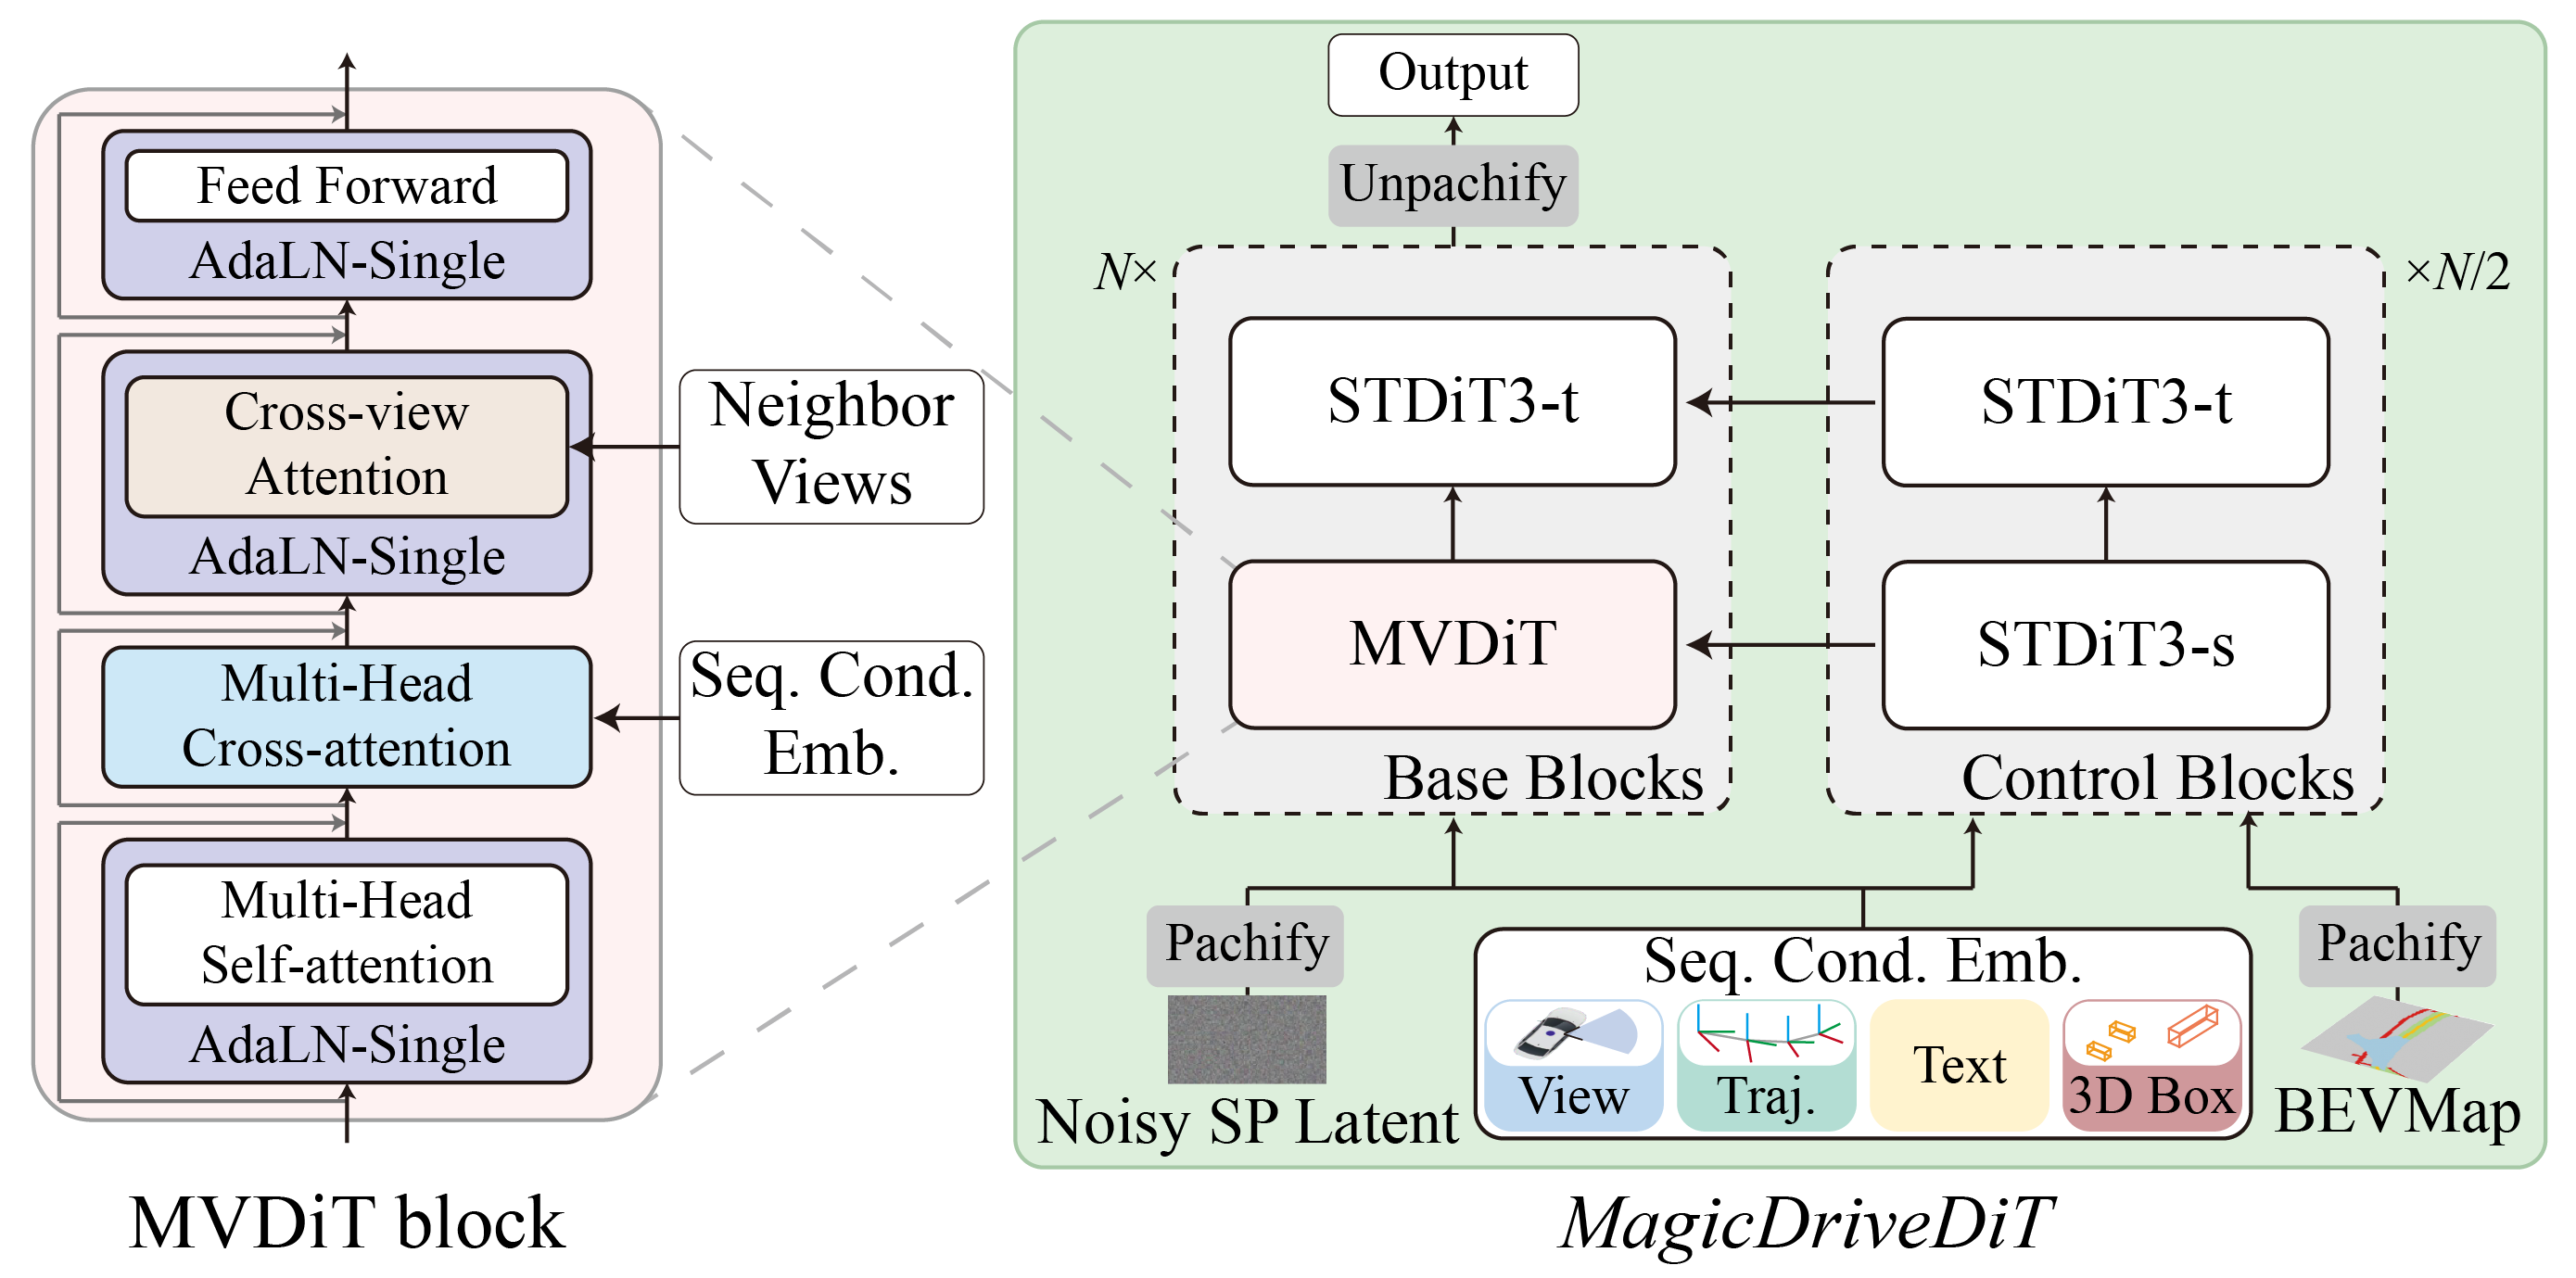 Feed Forward
AdaLN-Single
Cross-view
Attention
AdaLN-Single
Multi-Head
Cross-attention
Multi-Head
Self-attention
AdaLN-Single
MVDiT block
Neighbor
Views
Seq. Cond.
Emb.
Output
Unpachify
N×
STDiT3-t
MVDiT
Base Blocks
×N/2
STDiT3-t
STDiT3-s
Control Blocks
Pachify
Noisy SP Latent
Seq. Cond. Emb.
View
Traj.
Text
3D Box
Pachify
BEVMap
MagicDriveDiT